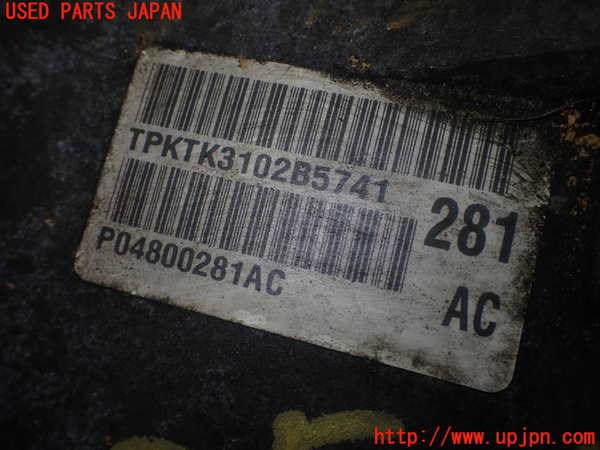 USED PARTS JAPAN
TPKTK3102B5741
281
P04800281AC
AC
http://www.upjpn.com